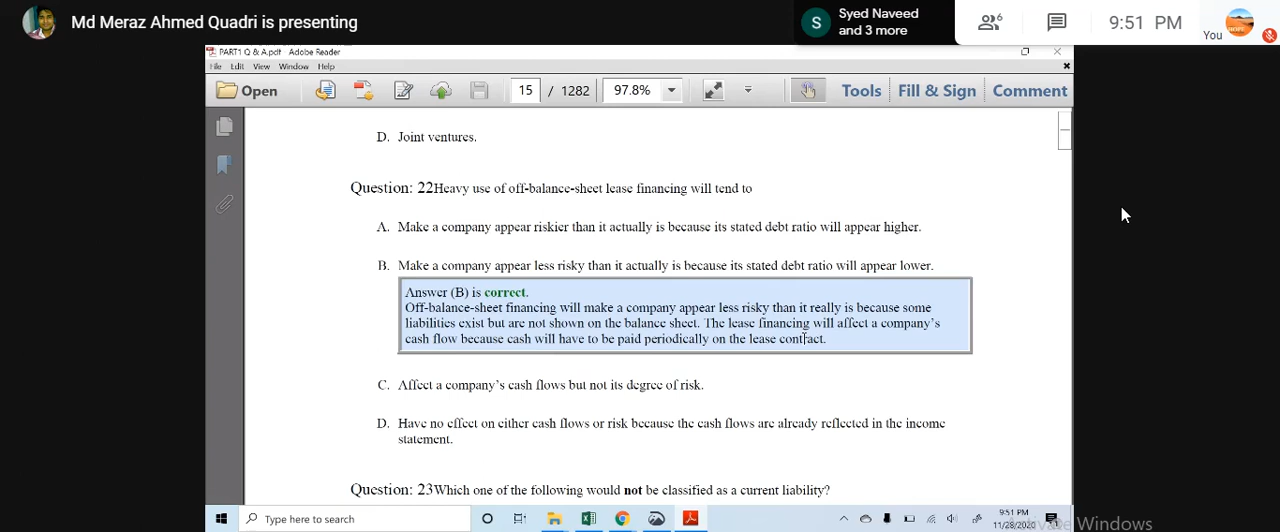 Md Meraz Ahmed Quadri is presenting
S
Syed Naveed
and 3 more
6
9:51 PM
You
PART1 Q & A.pdf - Adobe Reader
File Edit View Window Help
Open
15 / 1282
97.8%
Tools
Fill & Sign
Comment
D. Joint ventures.
Question: 22Heavy use of off-balance-sheet lease financing will tend to
A. Make a company appear riskier than it actually is because its stated debt ratio will appear higher.
B. Make a company appear less risky than it actually is because its stated debt ratio will appear lower.
Answer (B) is correct.
Off-balance-sheet financing will make a company appear less risky than it really is because some
liabilities exist but are not shown on the balance sheet. The lease financing will affect a company's
cash flow because cash will have to be paid periodically on the lease contract.
C. Affect a company's cash flows but not its degree of risk.
D. Have no effect on either cash flows or risk because the cash flows are already reflected in the income
statement.
Question: 23Which one of the following would not be classified as a current liability?
Type here to search
9:51 PM
11/28/2020
Activate Windows